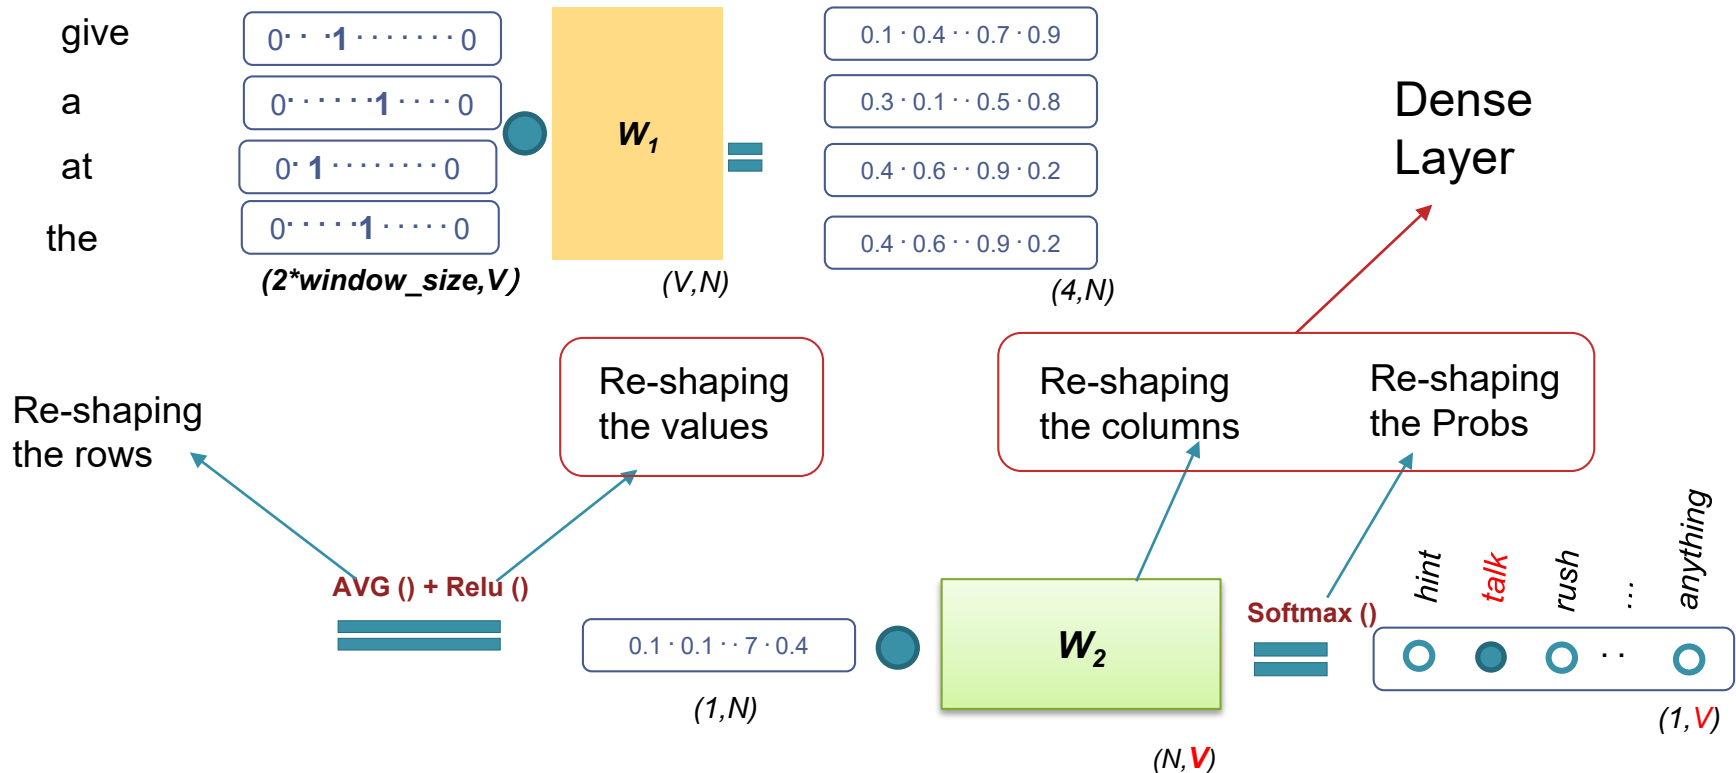 give
0· · ·1 · · · · · · · 0
0.1 · 0.4 · · 0.7 · 0.9
a
0· · · · · ·1 · · · · 0
0.3 · 0.1 · · 0.5 · 0.8
Dense
Layer
W1
at
0· 1 · · · · · · · · · 0
0.4 · 0.6 · · 0.9 · 0.2
the
0· · · · · ·1 · · · · · 0
0.4 · 0.6 · · 0.9 · 0.2
(2*window_size,V)
(V,N)
(4,N)
Re-shaping
the rows
Re-shaping
the values
Re-shaping
the columns
Re-shaping
the Probs
AVG () + Relu ()
0.1 · 0.1 · · 7 · 0.4
(1,N)
W2
(N,V)
Softmax ()
hint
talk
rush
...
anything
· ·
(1,V)